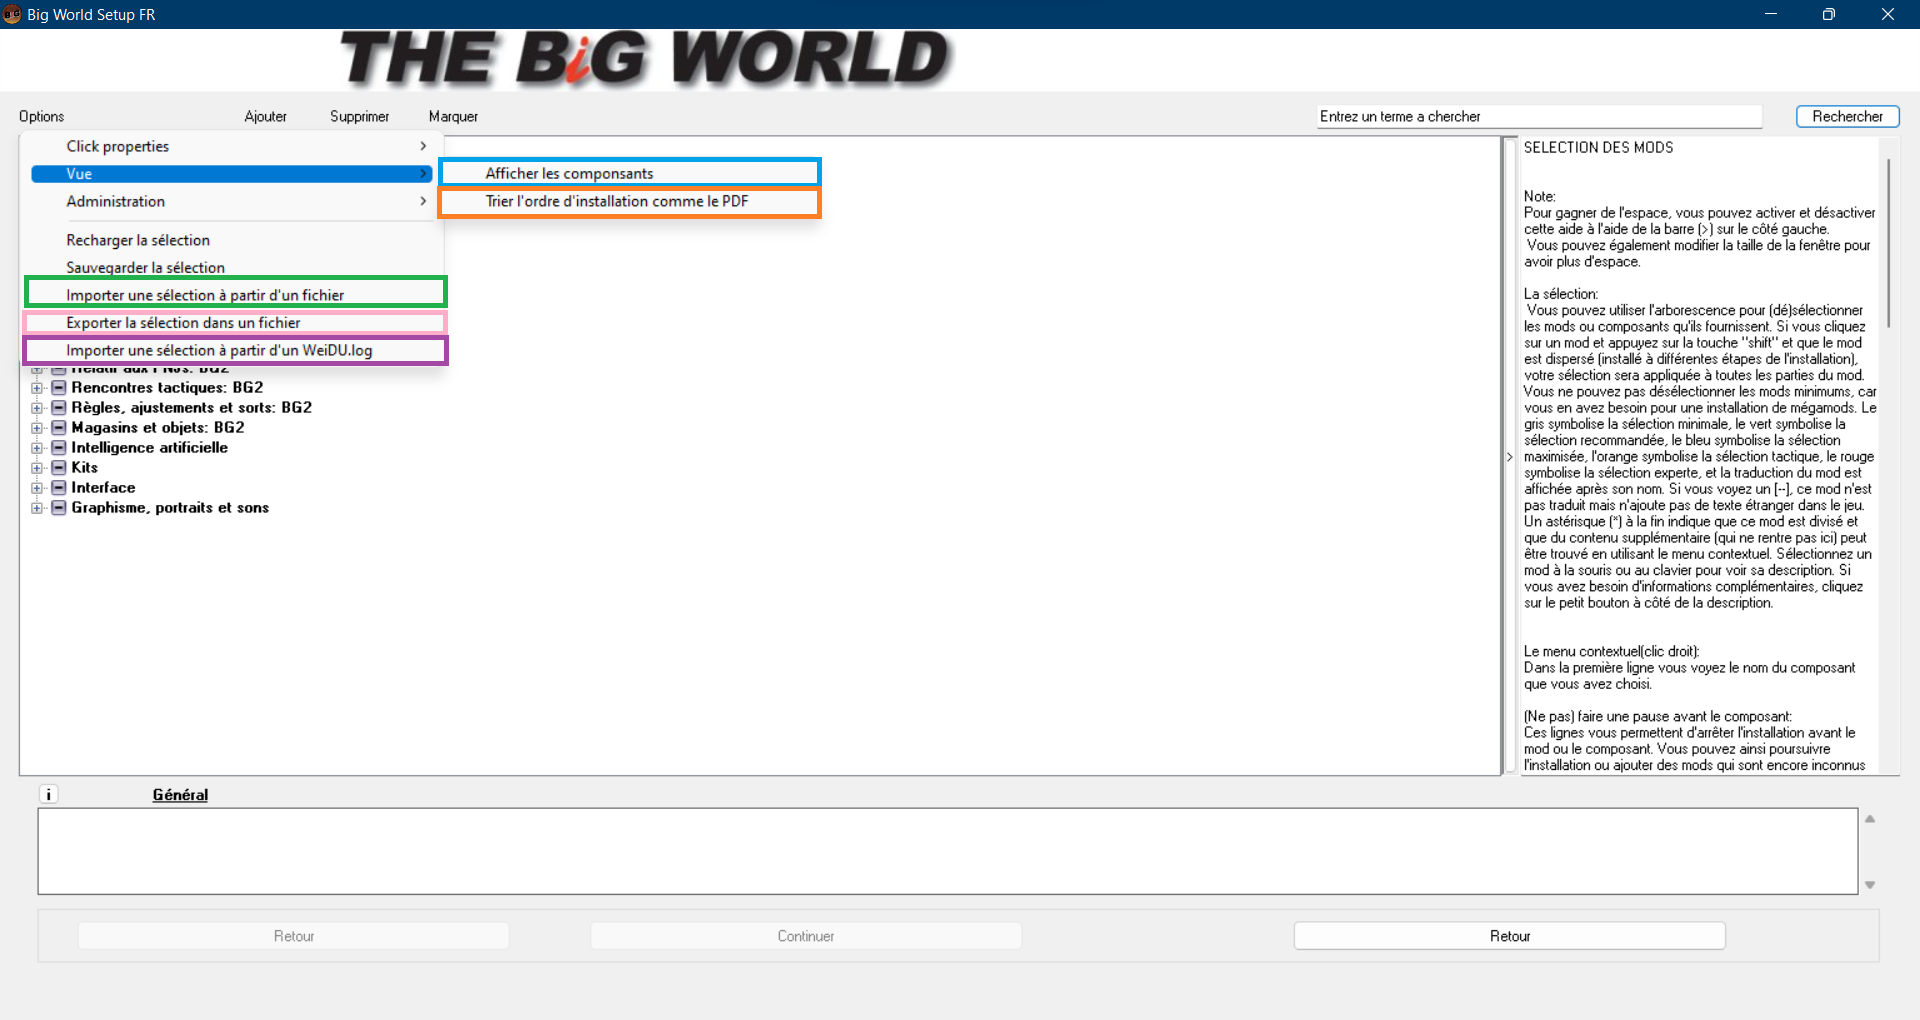 Big World Setup FR
THE BiG WORLD
Options
Ajouter
Supprimer
Marquer
Entrez un terme a chercher
Rechercher
Click properties
Vue
Administration
Recharger la sélection
Sauvegarder la sélection
Importer une sélection à partir d'un fichier
Exporter la sélection dans un fichier
Importer une sélection à partir d'un WeiDU.log
Afficher les componsants
Trier l'ordre d'installation comme le PDF
Relatif aux PNJs: BG2
Rencontres tactiques: BG2
Règles, ajustements et sorts: BG2
Magasins et objets: BG2
Intelligence artificielle
Kits
Interface
Graphisme, portraits et sons
SELECTION DES MODS
Note:
Pour gagner de l'espace, vous pouvez activer et désactiver
cette aide à l'aide de la barre (>) sur le côté gauche.
Vous pouvez également modifier la taille de la fenêtre pour
avoir plus d'espace.
La sélection:
Vous pouvez utiliser l'arborescence pour (dé)sélectionner
les mods ou composants qu'ils fournissent. Si vous cliquez
sur un mod et appuyez sur la touche "shift" et que le mod
est dispersé (installé à différentes étapes de l'installation),
votre sélection sera appliquée à toutes les parties du mod.
Vous ne pouvez pas désélectionner les mods minimums, car
vous en avez besoin pour une installation de mégamods. Le
gris symbolise la sélection minimale, le vert symbolise la
sélection recommandée, le bleu symbolise la sélection
maximisée, l'orange symbolise la sélection tactique, le rouge
symbolise la sélection experte, et la traduction du mod est
affichée après son nom. Si vous voyez un [--], ce mod n'est
pas traduit mais n'ajoute pas de texte étranger dans le jeu.
Un astérisque (*) à la fin indique que ce mod est divisé et
que du contenu supplémentaire (qui ne rentre pas ici) peut
être trouvé en utilisant le menu contextuel. Sélectionnez un
mod à la souris ou au clavier pour voir sa description. Si
vous avez besoin d'informations complémentaires, cliquez
sur le petit bouton à côté de la description.
Le menu contextuel(clic droit):
Dans la première ligne vous voyez le nom du composant
que vous avez choisi.
(Ne pas) faire une pause avant le composant:
Ces lignes vous permettent d'arrêter l'installation avant le
mod ou le composant. Vous pouvez ainsi poursuivre
l'installation ou ajouter des mods qui sont encore inconnus
i
Général
Retour
Continuer
Retour